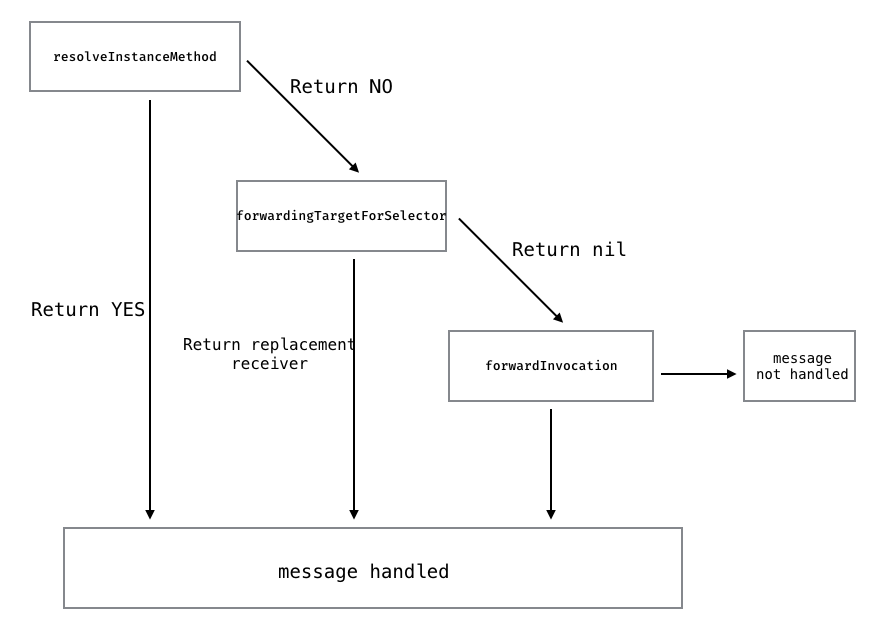 resolveInstanceMethod
Return NO
forwardingTargetForSelector
Return nil
Return YES
Return replacement
receiver
forwardInvocation
message
not handled
message handled